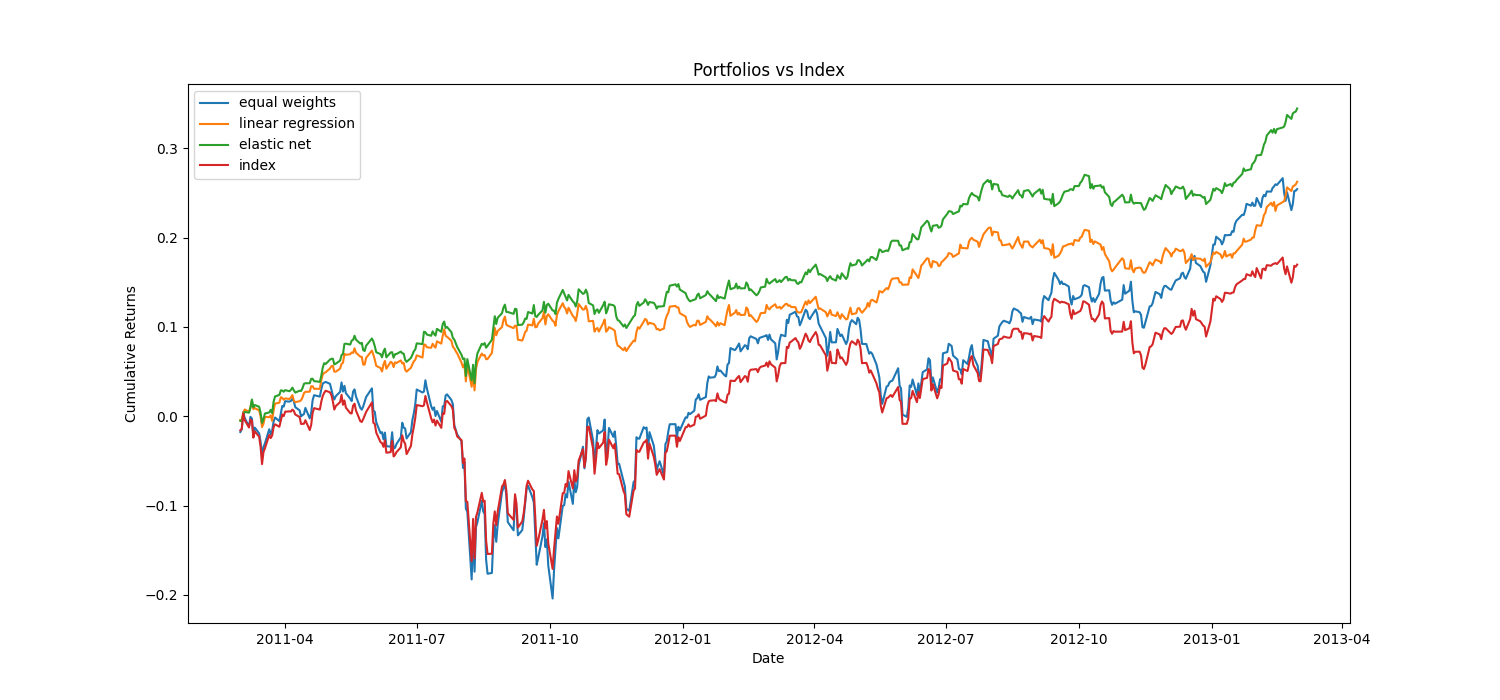 Portfolios vs Index
equal weights
linear regression
elastic net
index
Cumulative Returns
0.3
0.2
0.1
0.0
−0.1
−0.2
2011-04 2011-07 2011-10 2012-01 2012-04 2012-07 2012-10 2013-01 2013-04
Date